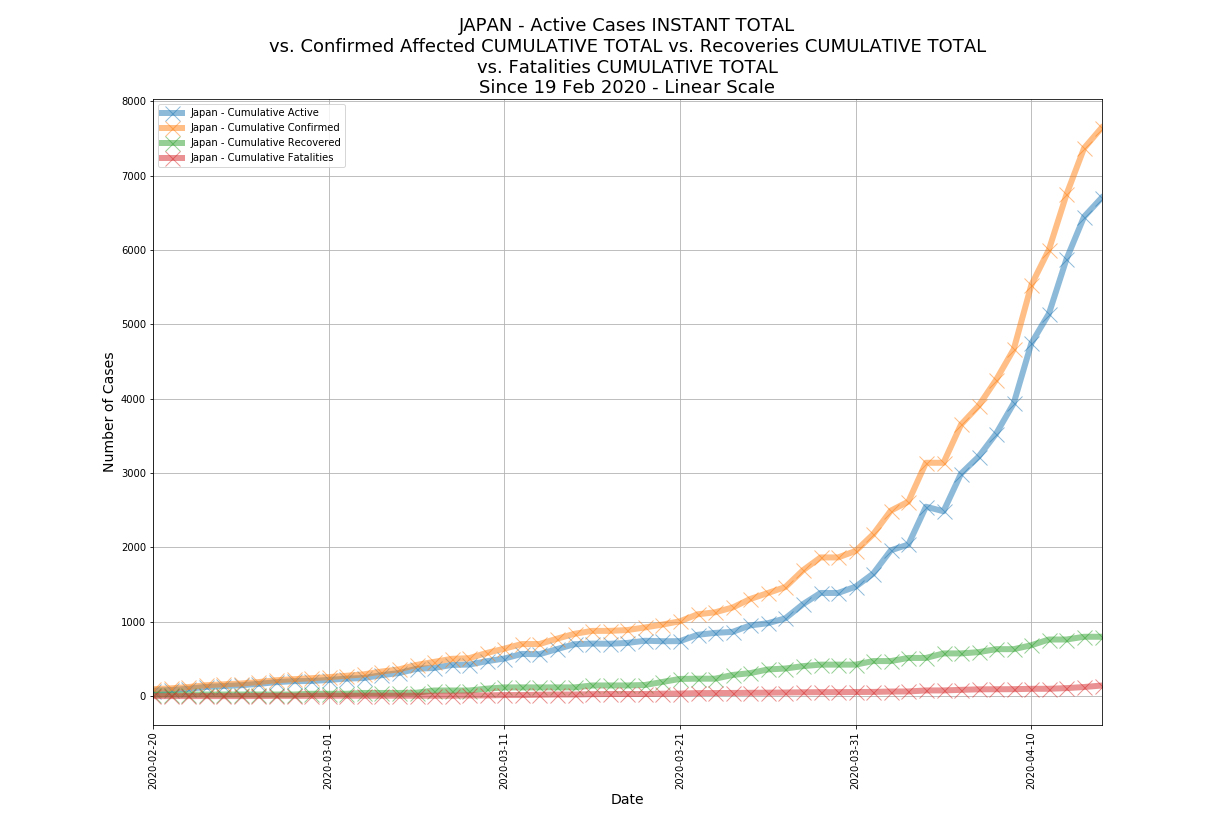 JAPAN - Active Cases INSTANT TOTAL
vs. Confirmed Affected CUMULATIVE TOTAL vs. Recoveries CUMULATIVE TOTAL
vs. Fatalities CUMULATIVE TOTAL
Since 19 Feb 2020 - Linear Scale
Japan - Cumulative Active
Japan - Cumulative Confirmed
Japan - Cumulative Recovered
Japan - Cumulative Fatalities
Number of Cases
8000
7000
6000
5000
4000
3000
2000
1000
0
2020-02-20
2020-03-01
2020-03-11
2020-03-21
2020-03-31
2020-04-10
Date